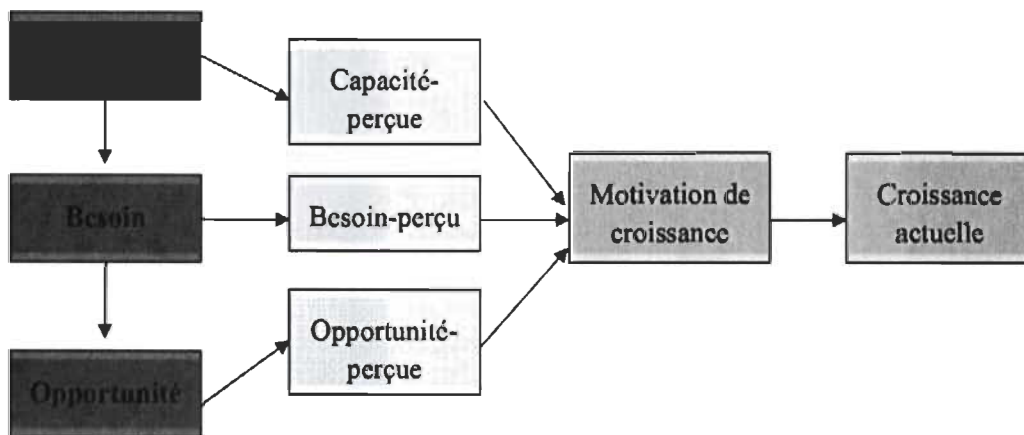 Capacité-
perçue
Besoin
Besoin-perçu
Motivation de
croissance
Croissance
actuelle
Opportunité-
perçue
Opportunité